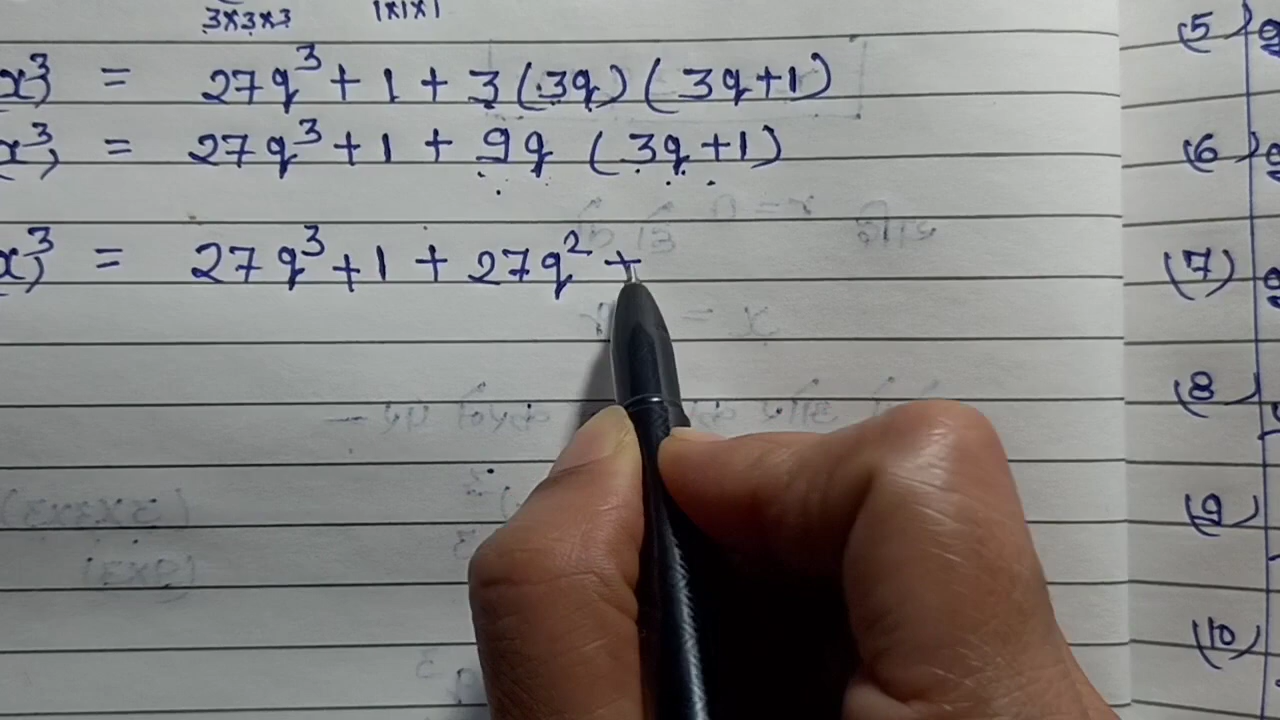 3×3×3 1×1×1
x³ = 27q³ + 1 + 3(3q)(3q+1)
x³ = 27q³ + 1 + 9q (3q+1)
x³ = 27q³ + 1 + 27q² +
(5)
(6)
(7)
(8)
(9)
(10)